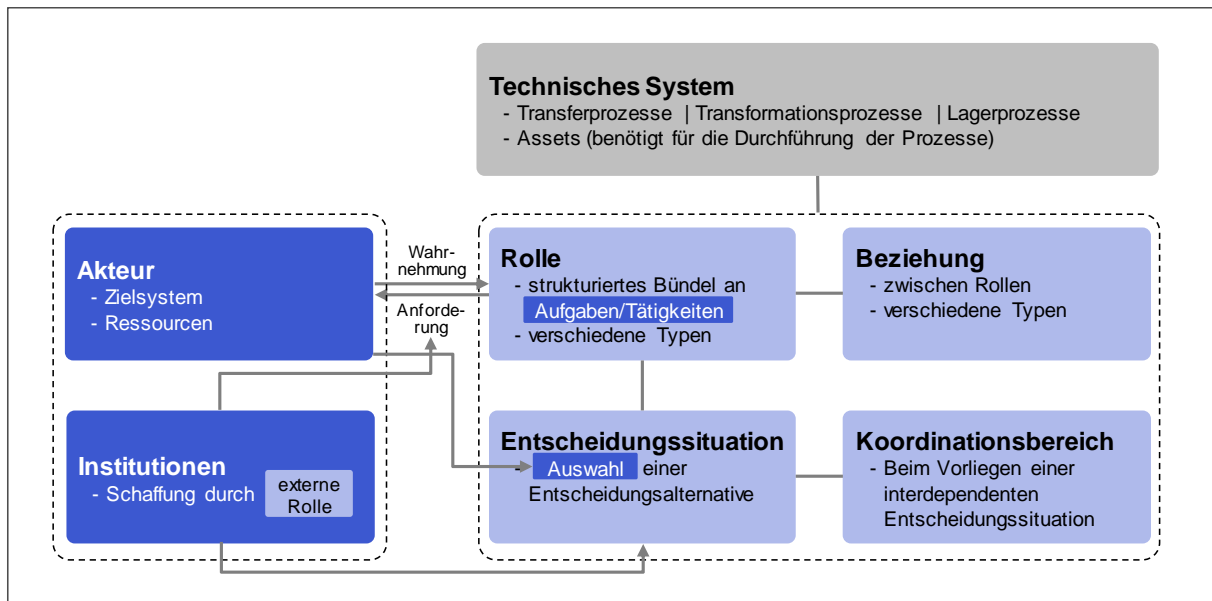 Technisches System
- Transferprozesse | Transformationsprozesse | Lagerprozesse
- Assets (benötigt für die Durchführung der Prozesse)
Akteur
- Zielsystem
- Ressourcen
Wahr-
nehmung
Anforde-
rung
Rolle
- strukturiertes Bündel an
Aufgaben/Tätigkeiten
- verschiedene Typen
Beziehung
- zwischen Rollen
- verschiedene Typen
Institutionen
- Schaffung durch externe
Rolle
Entscheidungssituation
- Auswahl einer
Entscheidungsalternative
Koordinationsbereich
- Beim Vorliegen einer
interdependenten
Entscheidungssituation